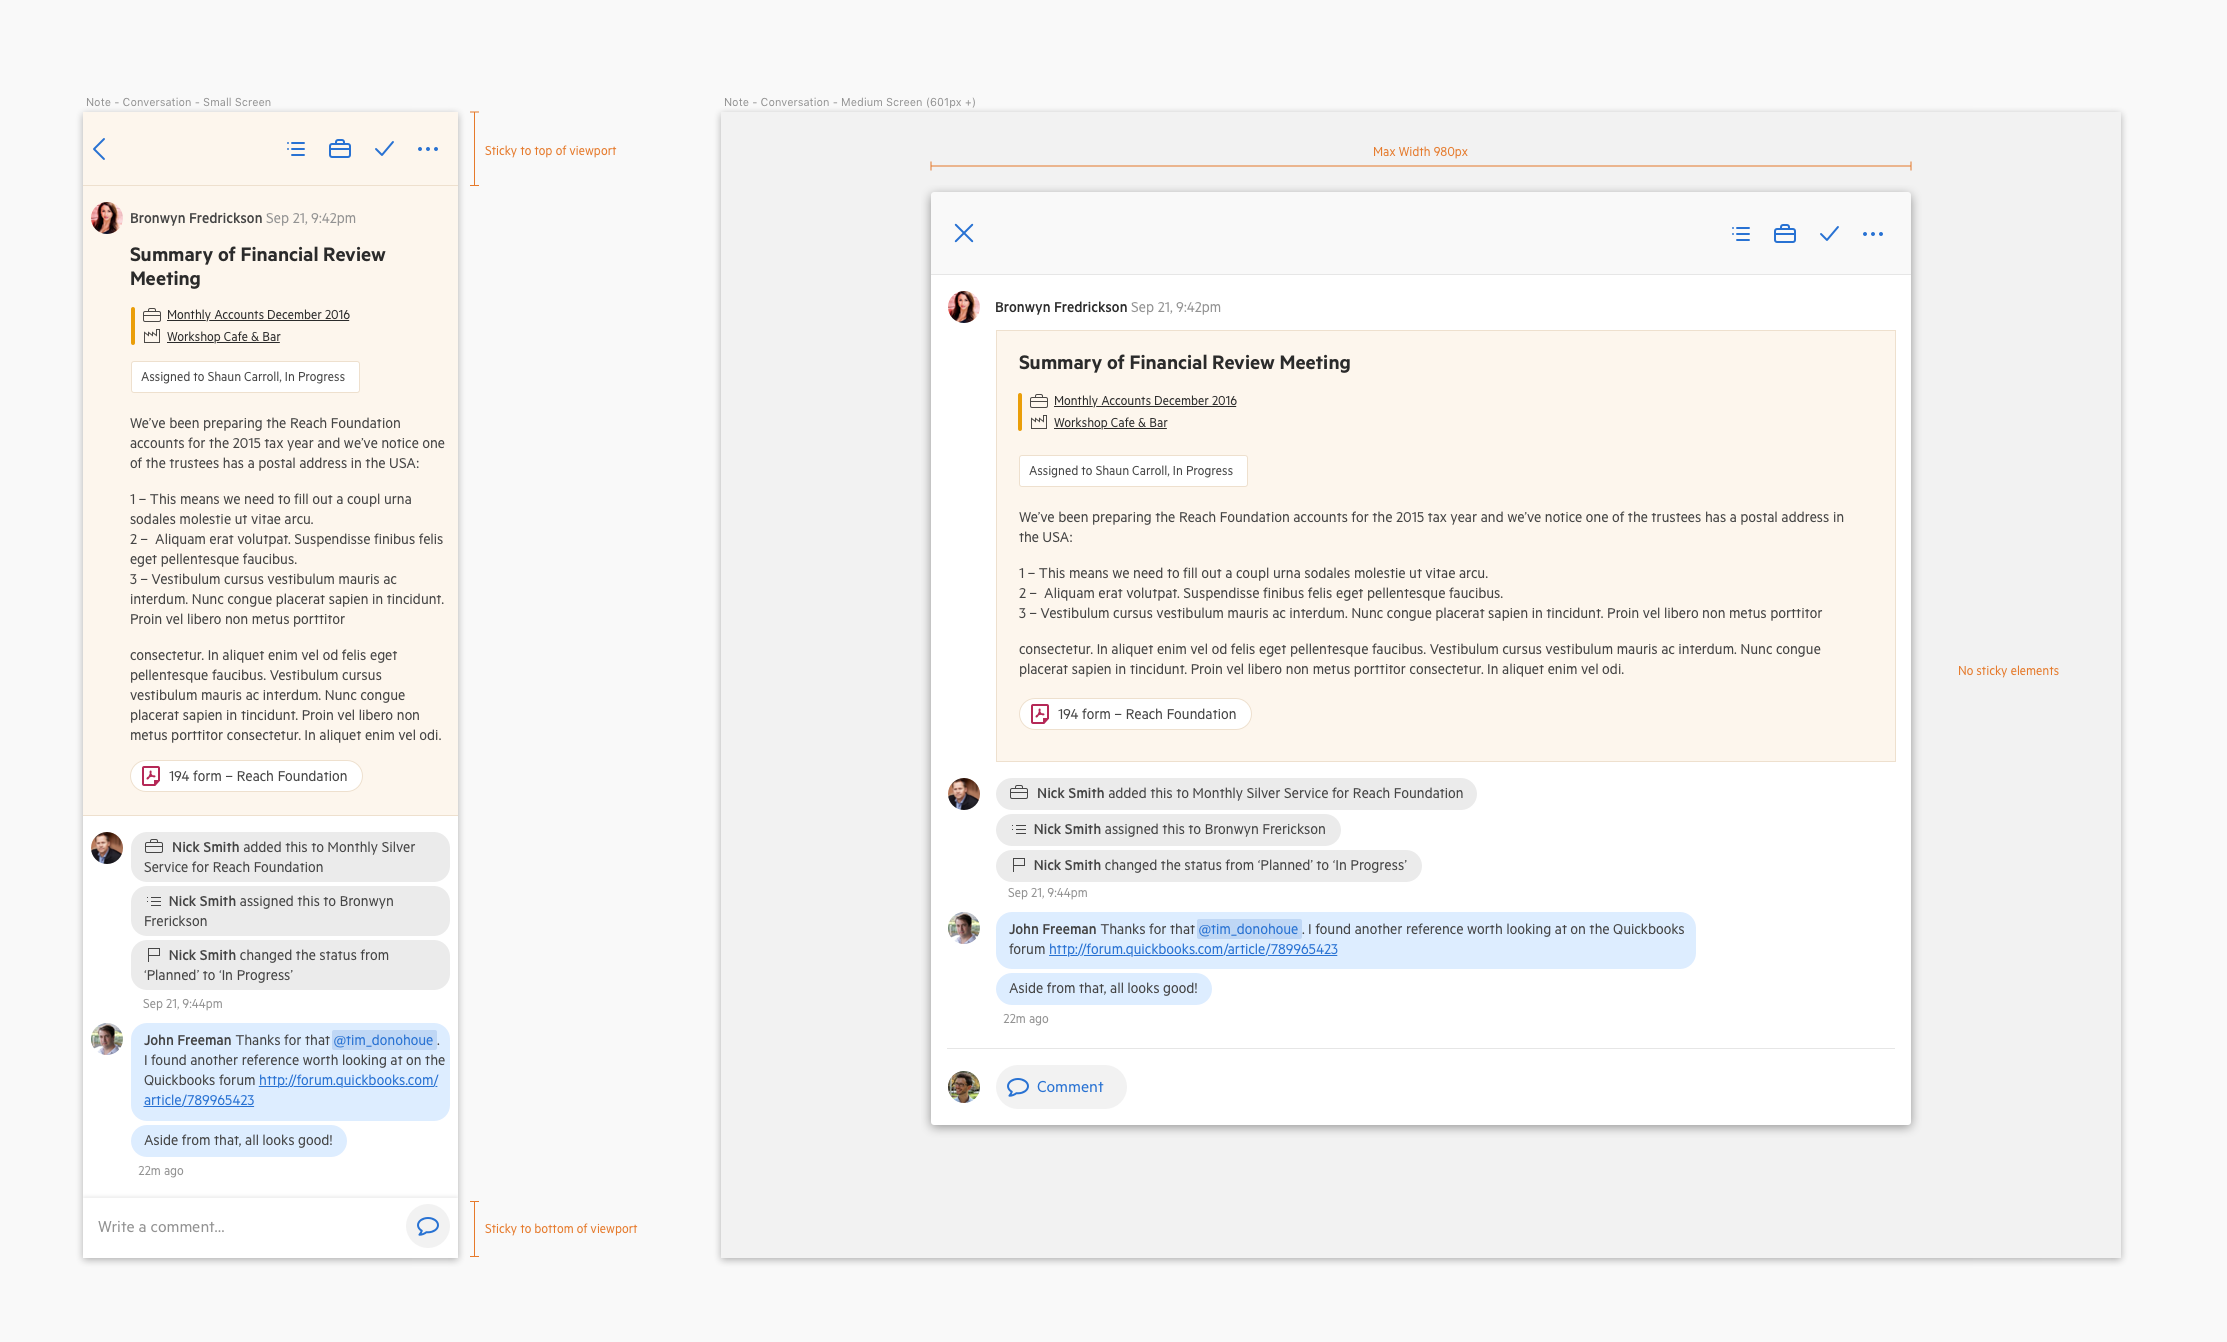 Note - Conversation - Small Screen
Sticky to top of viewport
Bronwyn Fredrickson Sep 21, 9:42pm
Summary of Financial Review
Meeting
Monthly Accounts December 2016
Workshop Cafe & Bar
Assigned to Shaun Carroll, In Progress
We've been preparing the Reach Foundation
accounts for the 2015 tax year and we've notice one
of the trustees has a postal address in the USA:
1 – This means we need to fill out a coupl urna
sodales molestie ut vitae arcu.
2 –  Aliquam erat volutpat. Suspendisse finibus felis
eget pellentesque faucibus.
3 – Vestibulum cursus vestibulum mauris ac
interdum. Nunc congue placerat sapien in tincidunt.
Proin vel libero non metus porttitor
consectetur. In aliquet enim vel od felis eget
pellentesque faucibus. Vestibulum cursus
vestibulum mauris ac interdum. Nunc congue
placerat sapien in tincidunt. Proin vel libero non
metus porttitor consectetur. In aliquet enim vel odi.
194 form – Reach Foundation
Nick Smith added this to Monthly Silver
Service for Reach Foundation
Nick Smith assigned this to Bronwyn
Frerickson
Nick Smith changed the status from
‘Planned’ to ‘In Progress’
Sep 21, 9:44pm
John Freeman Thanks for that @tim_donohoue .
I found another reference worth looking at on the
Quickbooks forum http://forum.quickbooks.com/
article/789965423
Aside from that, all looks good!
22m ago
Write a comment...
Sticky to bottom of viewport
Note - Conversation - Medium Screen (601px +)
Max Width 980px
Bronwyn Fredrickson Sep 21, 9:42pm
Summary of Financial Review Meeting
Monthly Accounts December 2016
Workshop Cafe & Bar
Assigned to Shaun Carroll, In Progress
We've been preparing the Reach Foundation accounts for the 2015 tax year and we've notice one of the trustees has a postal address in
the USA:
1 – This means we need to fill out a coupl urna sodales molestie ut vitae arcu.
2 –  Aliquam erat volutpat. Suspendisse finibus felis eget pellentesque faucibus.
3 – Vestibulum cursus vestibulum mauris ac interdum. Nunc congue placerat sapien in tincidunt. Proin vel libero non metus porttitor
consectetur. In aliquet enim vel od felis eget pellentesque faucibus. Vestibulum cursus vestibulum mauris ac interdum. Nunc congue
placerat sapien in tincidunt. Proin vel libero non metus porttitor consectetur. In aliquet enim vel odi.
194 form – Reach Foundation
No sticky elements
Nick Smith added this to Monthly Silver Service for Reach Foundation
Nick Smith assigned this to Bronwyn Frerickson
Nick Smith changed the status from ‘Planned’ to ‘In Progress’
Sep 21, 9:44pm
John Freeman Thanks for that @tim_donohoue . I found another reference worth looking at on the Quickbooks
forum http://forum.quickbooks.com/article/789965423
Aside from that, all looks good!
22m ago
Comment